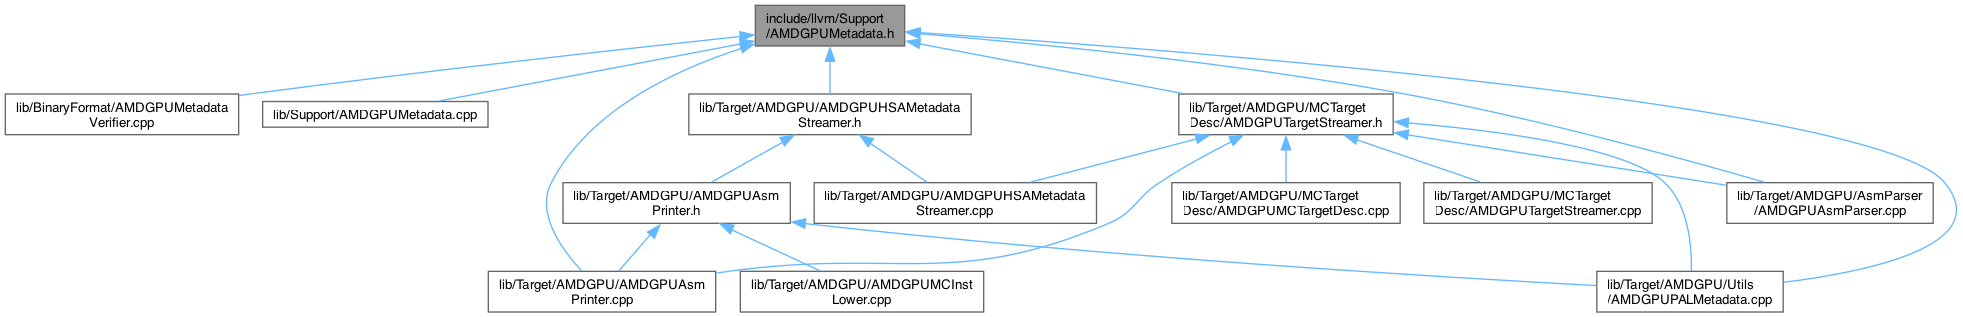 include/llvm/Support
/AMDGPUMetadata.h
lib/BinaryFormat/AMDGPUMetadata
Verifier.cpp
lib/Support/AMDGPUMetadata.cpp
lib/Target/AMDGPU/AMDGPUHSAMetadata
Streamer.h
lib/Target/AMDGPU/MCTarget
Desc/AMDGPUTargetStreamer.h
lib/Target/AMDGPU/AMDGPUAsm
Printer.h
lib/Target/AMDGPU/AMDGPUHSAMetadata
Streamer.cpp
lib/Target/AMDGPU/MCTarget
Desc/AMDGPUMCTargetDesc.cpp
lib/Target/AMDGPU/MCTarget
Desc/AMDGPUTargetStreamer.cpp
lib/Target/AMDGPU/AsmParser
/AMDGPUAsmParser.cpp
lib/Target/AMDGPU/AMDGPUAsm
Printer.cpp
lib/Target/AMDGPU/AMDGPUMCInst
Lower.cpp
lib/Target/AMDGPU/Utils
/AMDGPUPALMetadata.cpp